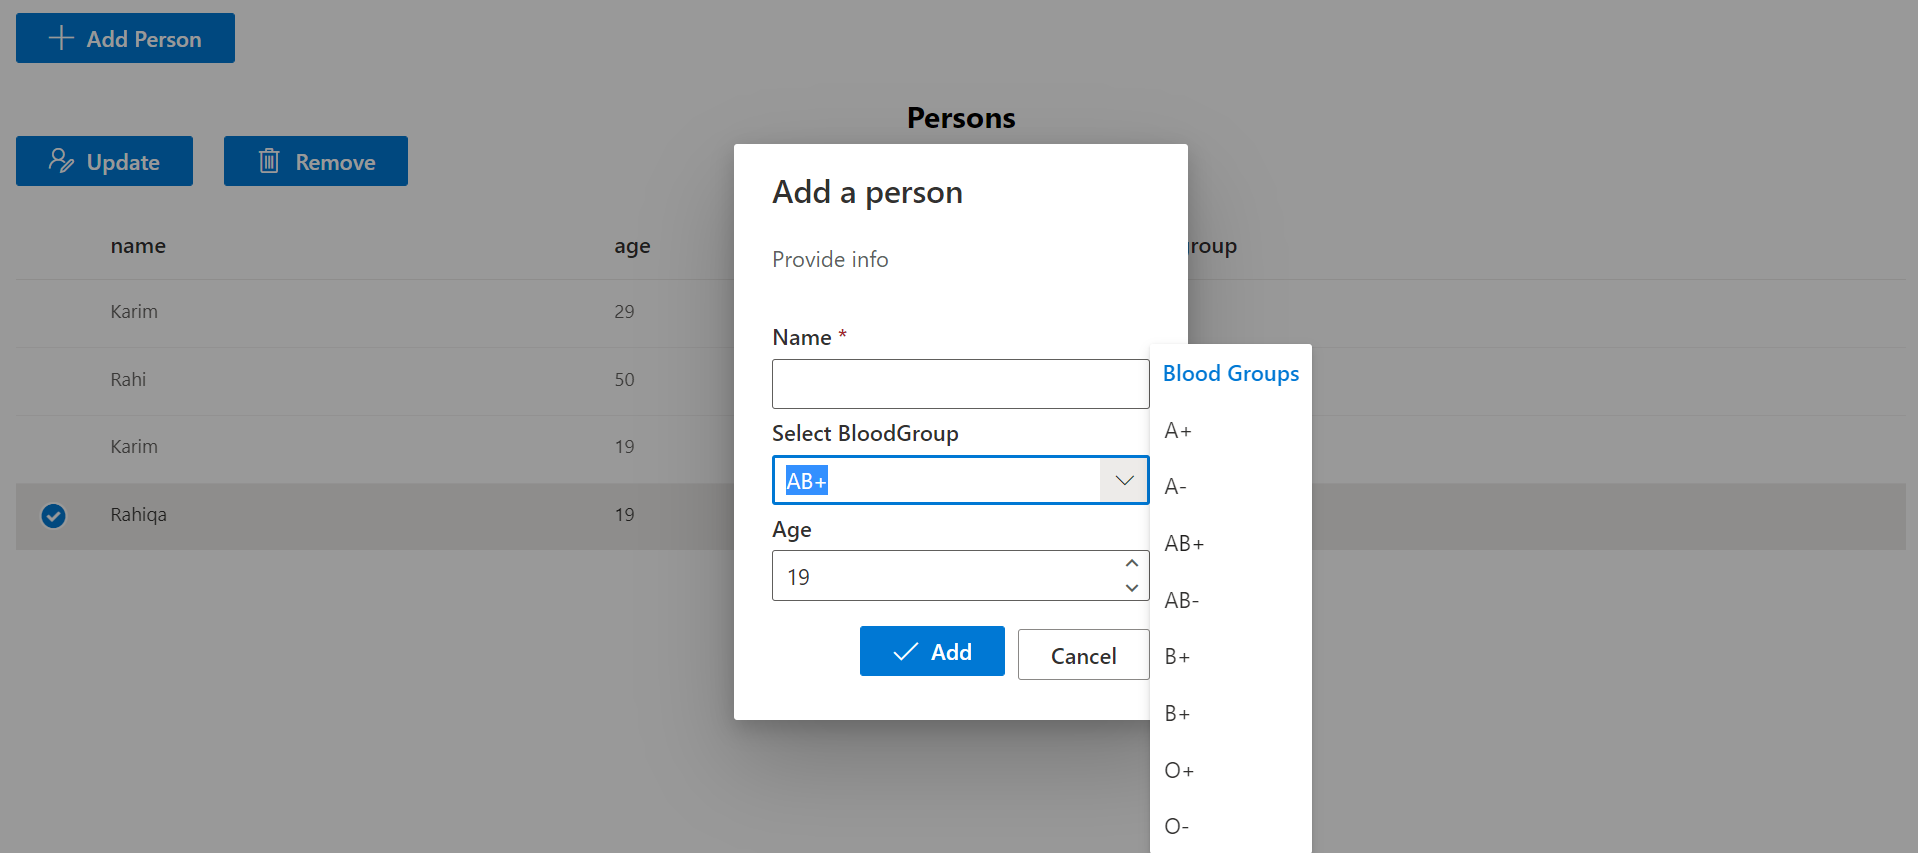 Add Person
Persons
Update
Remove
Add a person
name
age
roup
Provide info
Karim
29
Rahi
50
Karim
19
Rahiqa
19
Name *
Select BloodGroup
AB+
Age
19
Add
Cancel
Blood Groups
A+
A-
AB+
AB-
B+
B+
O+
O-